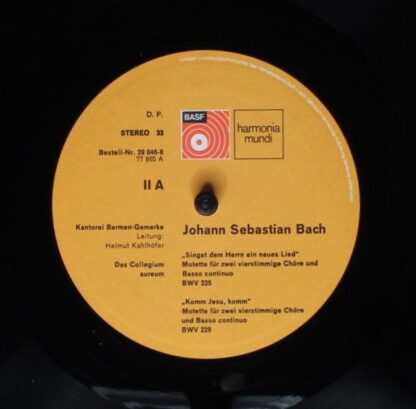 D. P.
STEREO 33
Bestell-Nr. 29 046-8
77 865 A
II A
BASF
harmonia
mundi
Kantorei Barmen-Gemarke
Leitung:
Helmut Kahlhöfer
Das Collegium
aureum
Johann Sebastian Bach
„Singet dem Herrn ein neues Lied“
Motette für zwei vierstimmige Chöre und
Basso continuo
BWV 225
„Komm Jesu, komm“
Motette für zwei vierstimmige Chöre
und Basso continuo
BWV 229